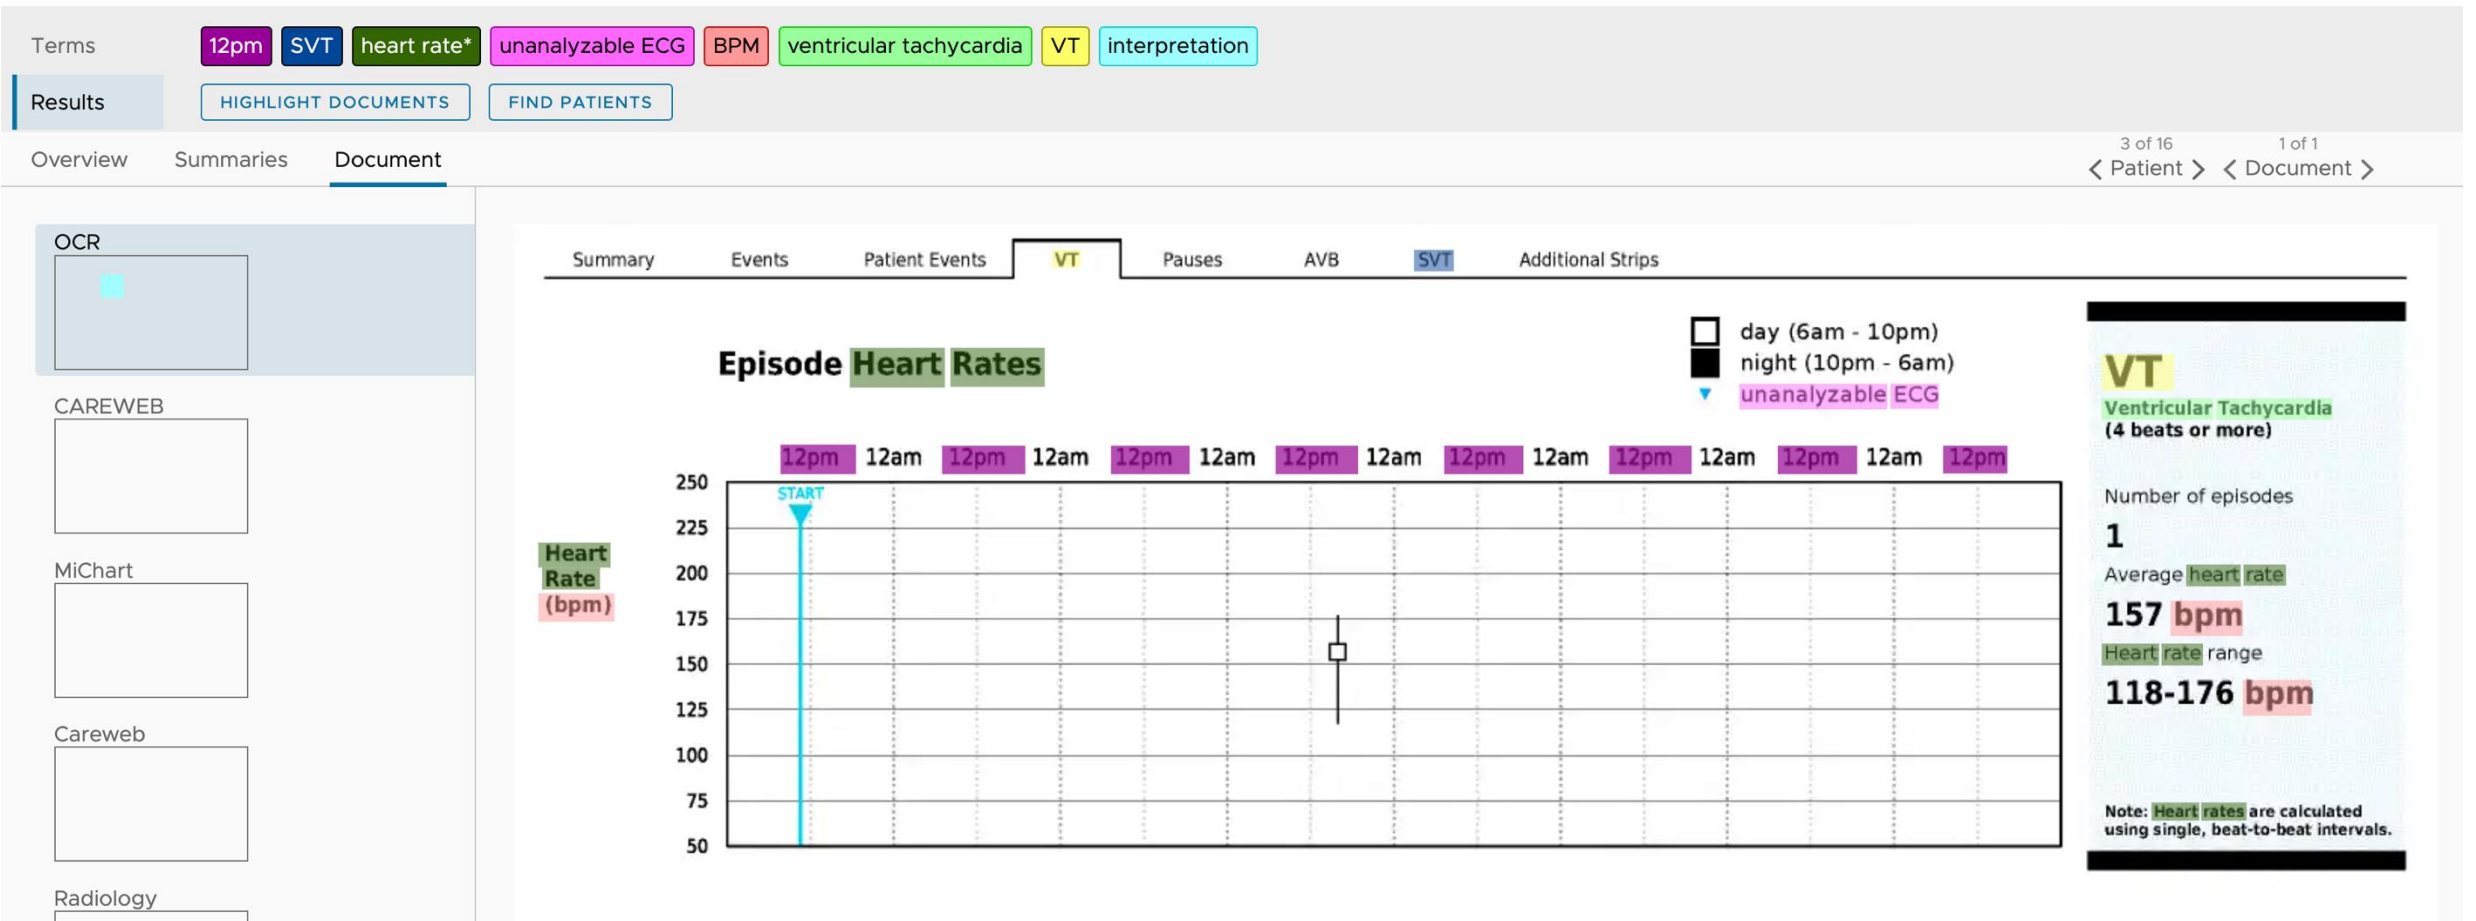 Terms 12pm SVT heart rate* unanalyzable ECG BPM ventricular tachycardia VT interpretation
Results HIGHLIGHT DOCUMENTS FIND PATIENTS
Overview Summaries Document
3 of 16 1 of 1
Patient Document
OCR
CAREWEB
MiChart
Careweb
Radiology
Summary Events Patient Events VT Pauses AVB SVT Additional Strips
Episode Heart Rates
day (6am - 10pm)
night (10pm - 6am)
unanalyzable ECG
12pm 12am 12pm 12am 12pm 12am 12pm 12am 12pm 12am 12pm 12am 12pm 12am 12pm
START
Heart
Rate
(bpm)
250
225
200
175
150
125
100
75
50
VT
Ventricular Tachycardia
(4 beats or more)
Number of episodes
1
Average heart rate
157 bpm
Heart rate range
118-176 bpm
Note: Heart rates are calculated
using single, beat-to-beat intervals.